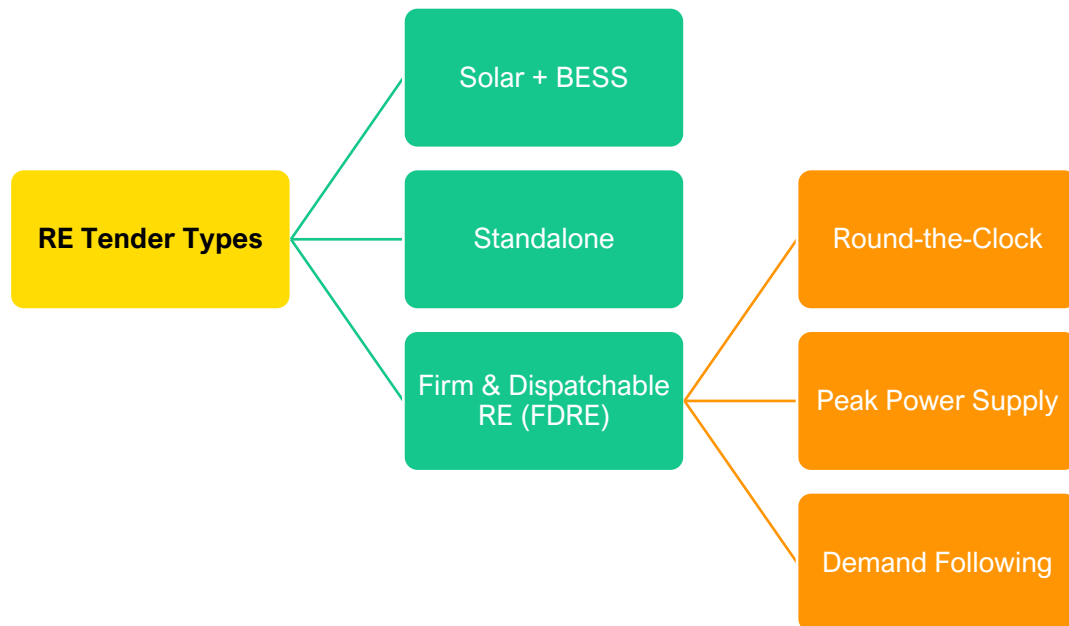 RE Tender Types
Solar + BESS
Standalone
Firm & Dispatchable
RE (FDRE)
Round-the-Clock
Peak Power Supply
Demand Following